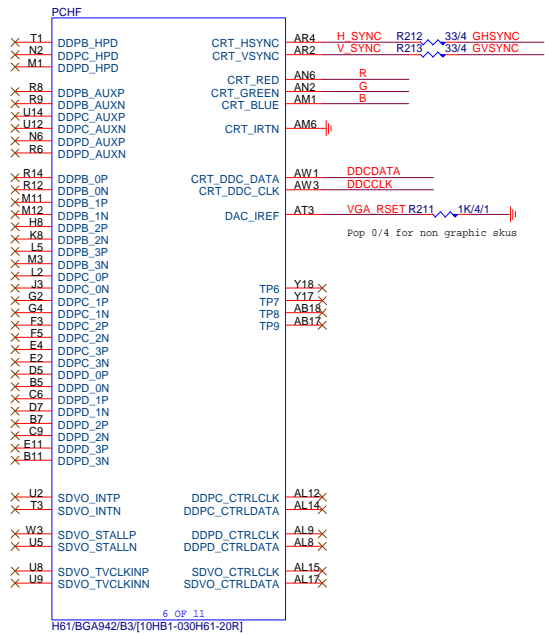 PCHF
T1 DDPB_HPD CRT_HSYNC AR4 H_SYNC R212 33/4 GHSYNC
N2 DDPC_HPD CRT_VSYNC AR2 V_SYNC R213 33/4 GVSYNC
M1 DDPD_HPD
CRT_RED AN6 R
R8 DDPB_AUXP CRT_GREEN AN2 G
R9 DDPB_AUXN CRT_BLUE AM1 B
U14 DDPC_AUXP
U12 DDPC_AUXN CRT_IRTN AM6
N6 DDPD_AUXP
R6 DDPD_AUXN
R14 DDPB_0P CRT_DDC_DATA AW1 DDCDATA
R12 DDPB_0N CRT_DDC_CLK AW3 DDCCLK
M11 DDPB_1P
M12 DDPB_1N DAC_IREF AT3 VGA_RSET R211 1K/4/1
H8 DDPB_2P
K8 DDPB_2N Pop 0/4 for non graphic skus
L5 DDPB_3P
M3 DDPB_3N
L2 DDPC_0P
J3 DDPC_0N TP6 Y18
G2 DDPC_1P TP7 Y17
G4 DDPC_1N TP8 AB18
F3 DDPC_2P TP9 AB17
F5 DDPC_2N
E4 DDPC_3P
E2 DDPC_3N
D5 DDPD_0P
B5 DDPD_0N
C6 DDPD_1P
D7 DDPD_1N
B7 DDPD_2P
C9 DDPD_2N
E11 DDPD_3P
B11 DDPD_3N
U2 SDVO_INTP DDPC_CTRLCLK AL12
T3 SDVO_INTN DDPC_CTRLDATA AL14
W3 SDVO_STALLP DDPD_CTRLCLK AL9
U5 SDVO_STALLN DDPD_CTRLDATA AL8
U8 SDVO_TVCLKINP SDVO_CTRLCLK AL15
U9 SDVO_TVCLKINN SDVO_CTRLDATA AL17
6 OF 11
H61/BGA942/B3/[10HB1-030H61-20R]